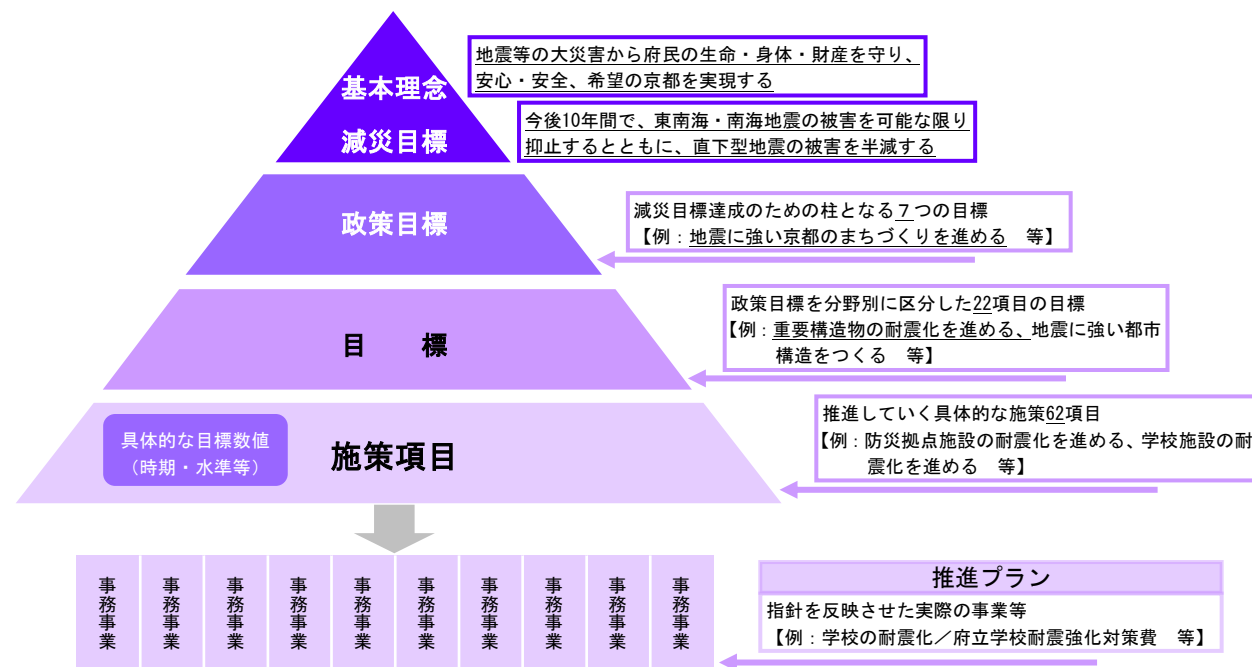 基本理念
減災目標
地震等の大災害から府民の生命・身体・財産を守り、
安心・安全、希望の京都を実現する
今後10年間で、東南海・南海地震の被害を可能な限り
抑止するとともに、直下型地震の被害を半減する
政策目標
減災目標達成のための柱となる７つの目標
【例：地震に強い京都のまちづくりを進める　等】
目　標
政策目標を分野別に区分した22項目の目標
【例：重要構造物の耐震化を進める、地震に強い都市
構造をつくる　等】
具体的な目標数値
（時期・水準等）
施策項目
推進していく具体的な施策62項目
【例：防災拠点施設の耐震化を進める、学校施設の耐
震化を進める　等】
事務事業
事務事業
事務事業
事務事業
事務事業
事務事業
事務事業
事務事業
事務事業
事務事業
推進プラン
指針を反映させた実際の事業等
【例：学校の耐震化／府立学校耐震強化対策費　等】